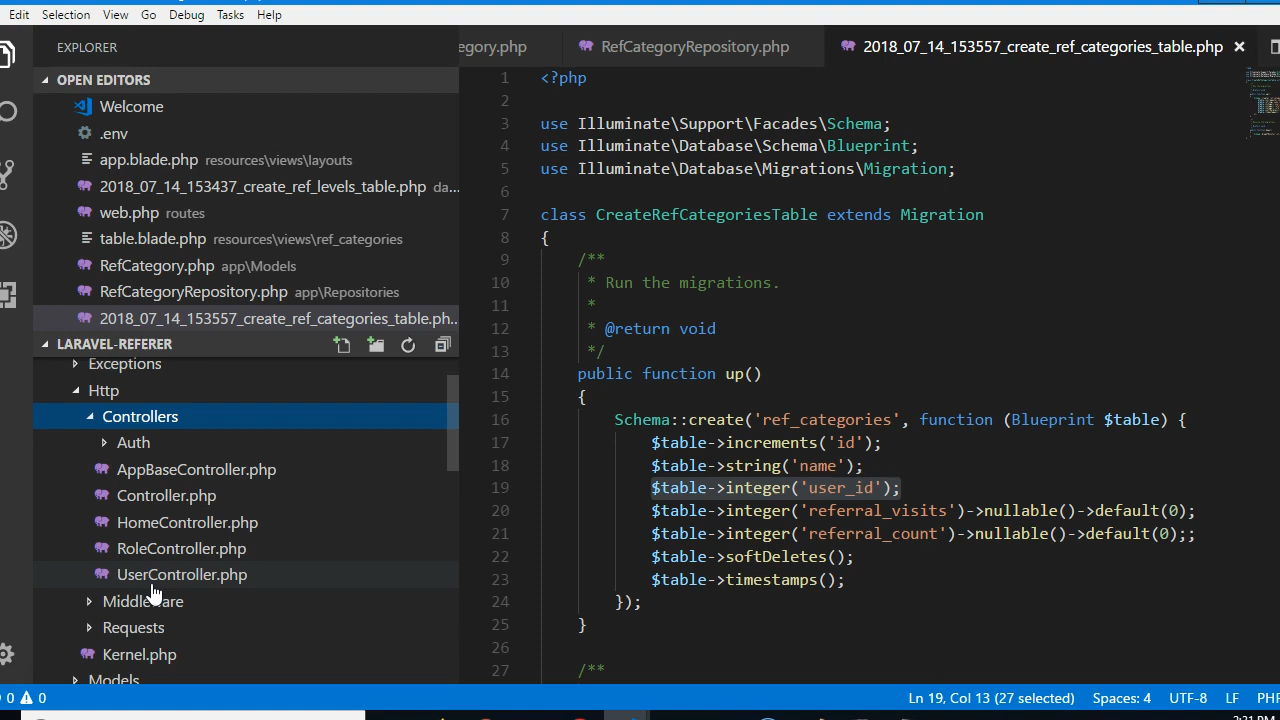 Edit Selection View Go Debug Tasks Help
EXPLORER
OPEN EDITORS
Welcome
.env
app.blade.php resources\views\layouts
2018_07_14_153437_create_ref_levels_table.php da...
web.php routes
table.blade.php resources\views\ref_categories
RefCategory.php app\Models
RefCategoryRepository.php app\Repositories
2018_07_14_153557_create_ref_categories_table.ph...
LARAVEL-REFERER
Exceptions
Http
Controllers
Auth
AppBaseController.php
Controller.php
HomeController.php
RoleController.php
UserController.php
Middleware
Requests
Kernel.php
Models
egory.php RefCategoryRepository.php 2018_07_14_153557_create_ref_categories_table.php ×
1 <?php
2
3 use Illuminate\Support\Facades\Schema;
4 use Illuminate\Database\Schema\Blueprint;
5 use Illuminate\Database\Migrations\Migration;
6
7 class CreateRefCategoriesTable extends Migration
8 {
9 /**
10 * Run the migrations.
11 *
12 * @return void
13 */
14 public function up()
15 {
16 Schema::create('ref_categories', function (Blueprint $table) {
17 $table->increments('id');
18 $table->string('name');
19 $table->integer('user_id');
20 $table->integer('referral_visits')->nullable()->default(0);
21 $table->integer('referral_count')->nullable()->default(0);;
22 $table->softDeletes();
23 $table->timestamps();
24 });
25 }
26
27 /**
0 0 Ln 19, Col 13 (27 selected) Spaces: 4 UTF-8 LF PHP
2:31 PM